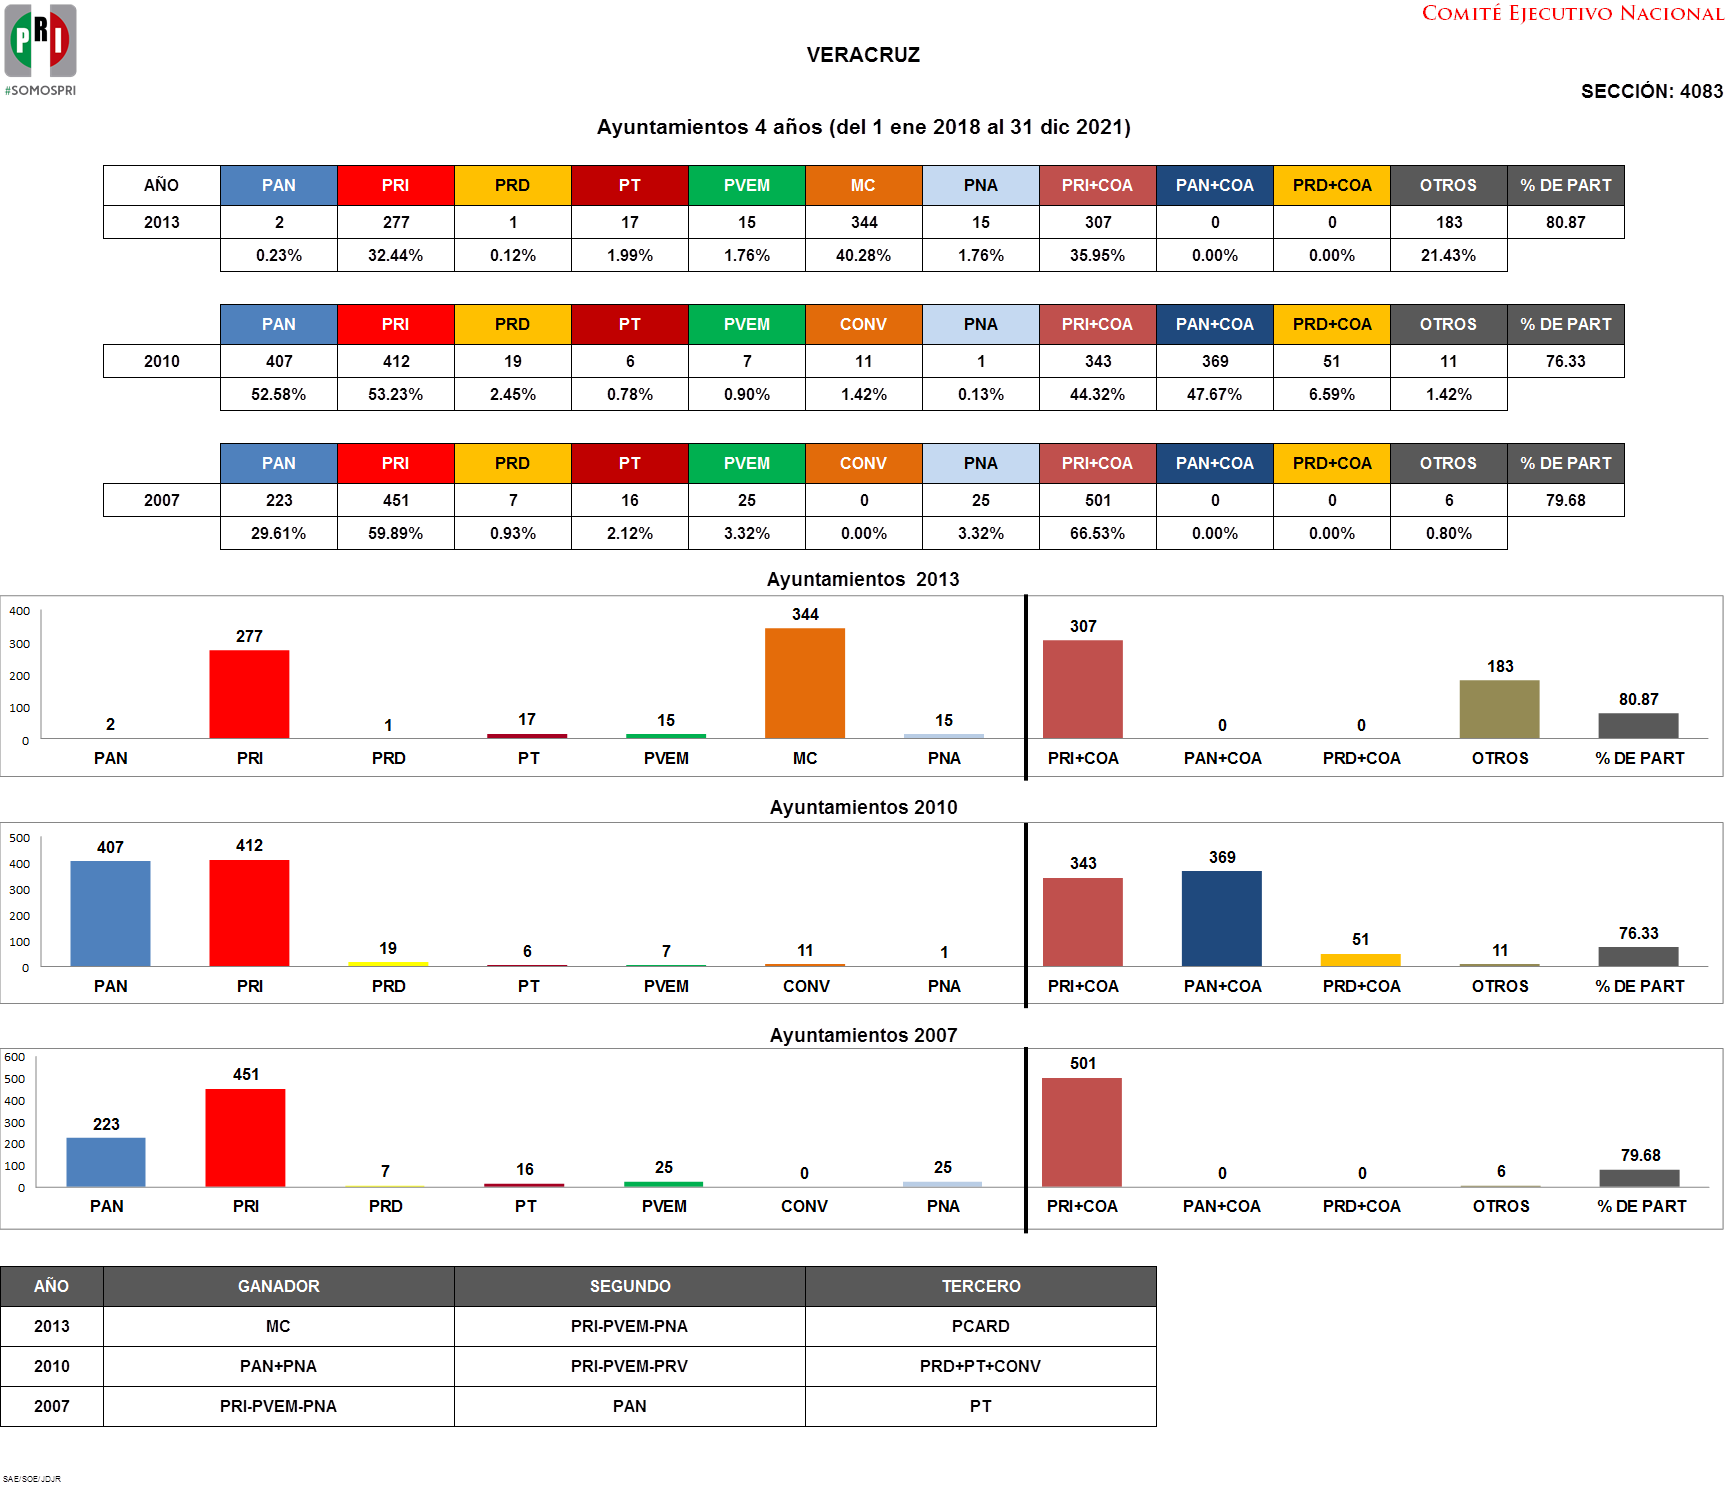 PRI
#SOMOSPRI
COMITÉ EJECUTIVO NACIONAL
VERACRUZ
SECCIÓN: 4083
Ayuntamientos 4 años (del 1 ene 2018 al 31 dic 2021)
AÑO PAN PRI PRD PT PVEM MC PNA PRI+COA PAN+COA PRD+COA OTROS % DE PART
2013 2 277 1 17 15 344 15 307 0 0 183 80.87
0.23% 32.44% 0.12% 1.99% 1.76% 40.28% 1.76% 35.95% 0.00% 0.00% 21.43%
PAN PRI PRD PT PVEM CONV PNA PRI+COA PAN+COA PRD+COA OTROS % DE PART
2010 407 412 19 6 7 11 1 343 369 51 11 76.33
52.58% 53.23% 2.45% 0.78% 0.90% 1.42% 0.13% 44.32% 47.67% 6.59% 1.42%
PAN PRI PRD PT PVEM CONV PNA PRI+COA PAN+COA PRD+COA OTROS % DE PART
2007 223 451 7 16 25 0 25 501 0 0 6 79.68
29.61% 59.89% 0.93% 2.12% 3.32% 0.00% 3.32% 66.53% 0.00% 0.00% 0.80%
Ayuntamientos 2013
400
300
200
100
0
2 277 1 17 15 344 15 307 0 0 183 80.87
PAN PRI PRD PT PVEM MC PNA PRI+COA PAN+COA PRD+COA OTROS % DE PART
Ayuntamientos 2010
500
400
300
200
100
0
407 412 19 6 7 11 1 343 369 51 11 76.33
PAN PRI PRD PT PVEM CONV PNA PRI+COA PAN+COA PRD+COA OTROS % DE PART
Ayuntamientos 2007
600
500
400
300
200
100
0
223 451 7 16 25 0 25 501 0 0 6 79.68
PAN PRI PRD PT PVEM CONV PNA PRI+COA PAN+COA PRD+COA OTROS % DE PART
AÑO GANADOR SEGUNDO TERCERO
2013 MC PRI-PVEM-PNA PCARD
2010 PAN+PNA PRI-PVEM-PRV PRD+PT+CONV
2007 PRI-PVEM-PNA PAN PT
SAE/SOE/JDJR